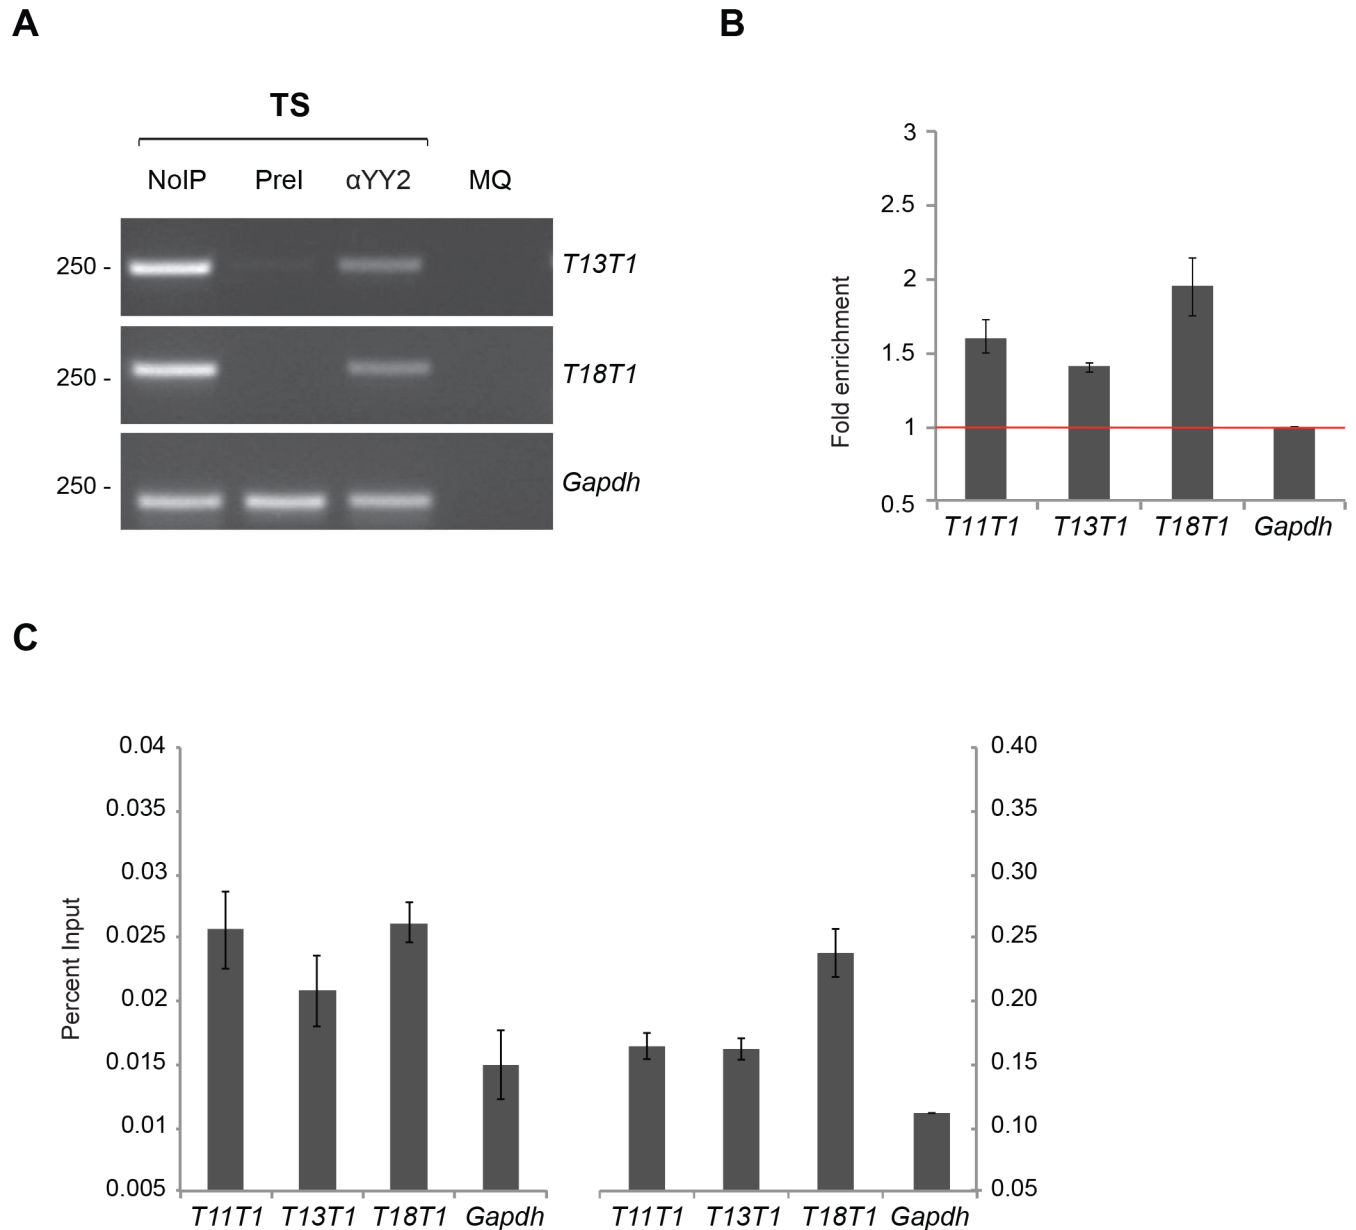 A
B
TS
NoIP PreI αYY2 MQ
250 - T13T1
250 - T18T1
250 - Gapdh
3
2.5
2
1.5
1
0.5
Fold enrichment
T11T1 T13T1 T18T1 Gapdh
C
0.04
0.035
0.03
0.025
0.02
0.015
0.01
0.005
Percent Input
T11T1 T13T1 T18T1 Gapdh
0.40
0.35
0.30
0.25
0.20
0.15
0.10
0.05
T11T1 T13T1 T18T1 Gapdh